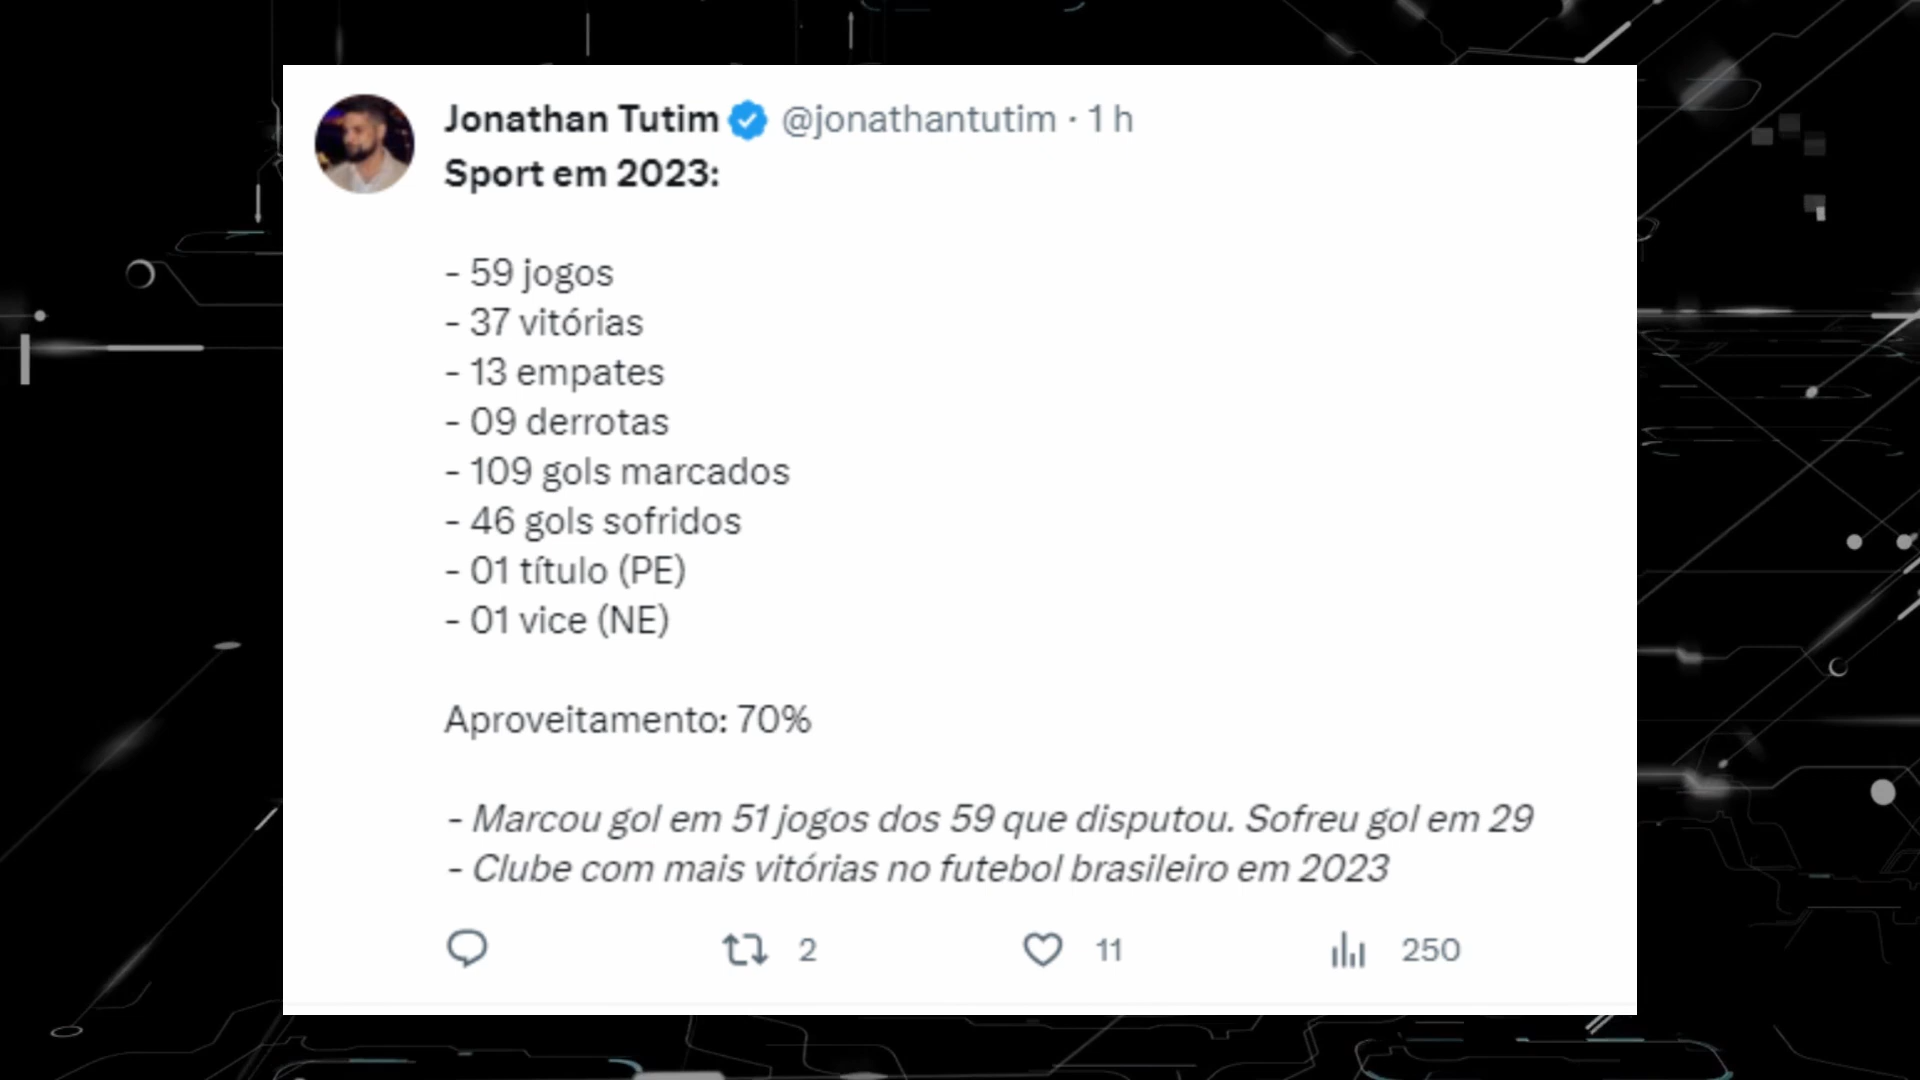 Jonathan Tutim @jonathantutim · 1 h
Sport em 2023:
- 59 jogos
- 37 vitórias
- 13 empates
- 09 derrotas
- 109 gols marcados
- 46 gols sofridos
- 01 título (PE)
- 01 vice (NE)
Aproveitamento: 70%
- Marcou gol em 51 jogos dos 59 que disputou. Sofreu gol em 29
- Clube com mais vitórias no futebol brasileiro em 2023
2 11 250